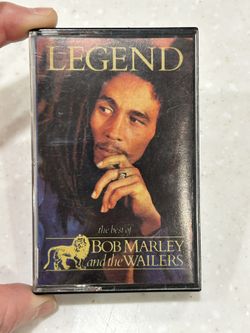 LEGEND
the best of
BOB MARLEY
and the WAILERS